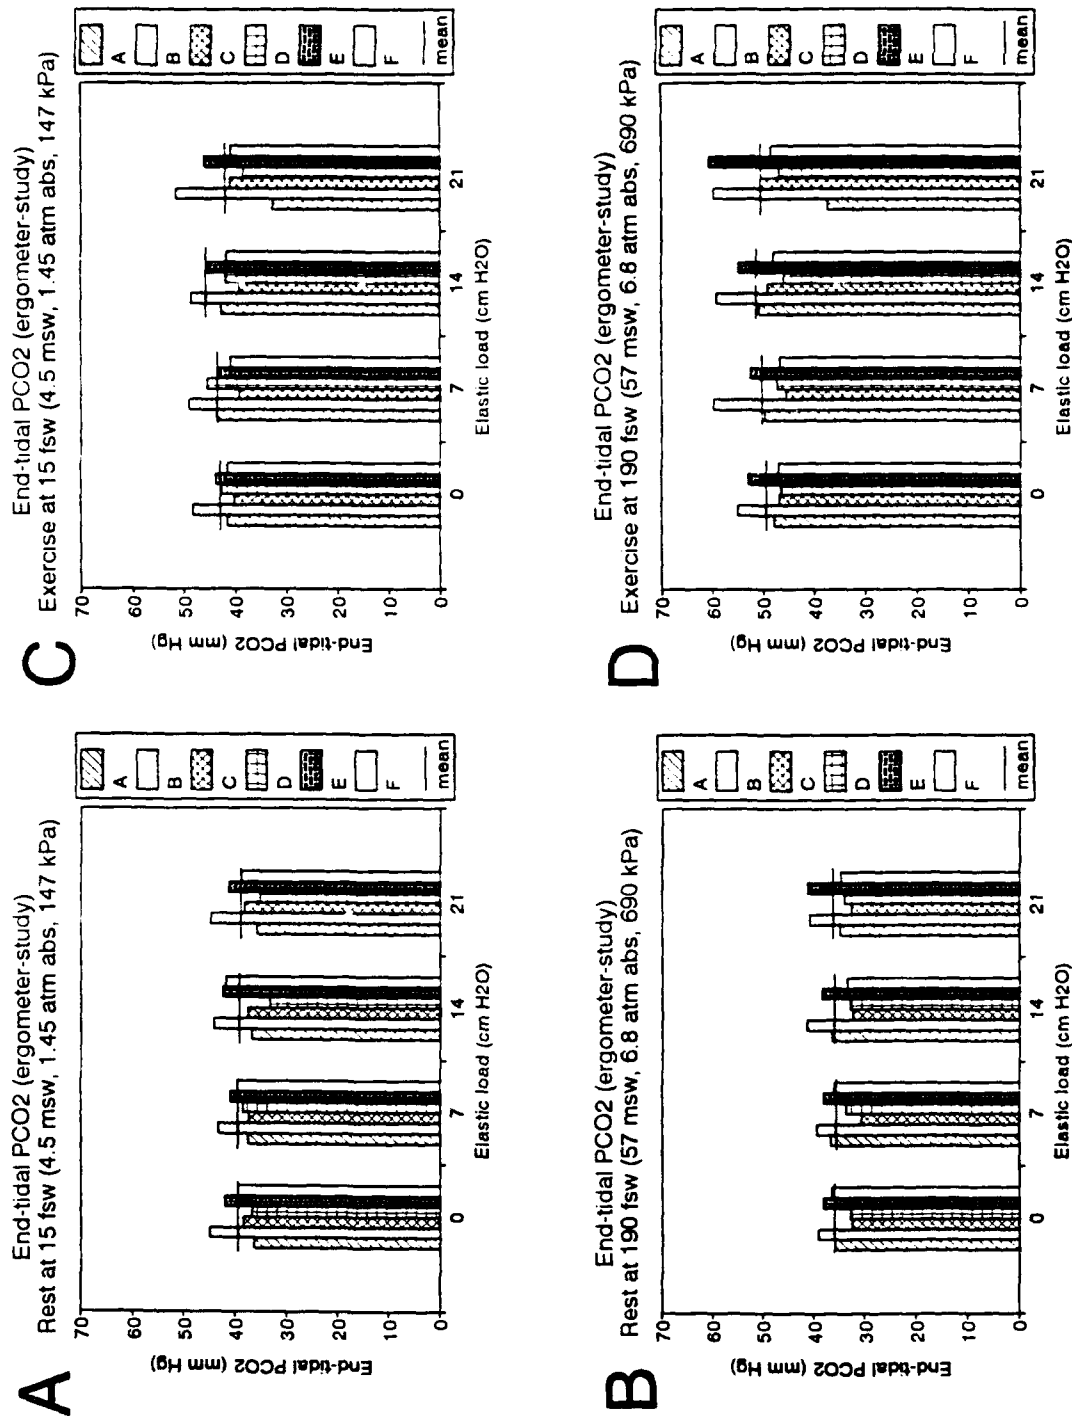 A
End-tidal PCO2 (ergometer-study)
Rest at 15 fsw (4.5 msw, 1.45 atm abs, 147 kPa)
End-tidal PCO2 (mm Hg)
70
60
50
40
30
20
10
0
0
7
14
21
Elastic load (cm H2O)
A
B
C
D
E
F
mean
C
End-tidal PCO2 (ergometer-study)
Exercise at 15 fsw (4.5 msw, 1.45 atm abs, 147 kPa)
End-tidal PCO2 (mm Hg)
70
60
50
40
30
20
10
0
0
7
14
21
Elastic load (cm H2O)
A
B
C
D
E
F
mean
B
End-tidal PCO2 (ergometer-study)
Rest at 190 fsw (57 msw, 6.8 atm abs, 690 kPa)
End-tidal PCO2 (mm Hg)
70
60
50
40
30
20
10
0
0
7
14
21
Elastic load (cm H2O)
A
B
C
D
E
F
mean
D
End-tidal PCO2 (ergometer-study)
Exercise at 190 fsw (57 msw, 6.8 atm abs, 690 kPa)
End-tidal PCO2 (mm Hg)
70
60
50
40
30
20
10
0
0
7
14
21
Elastic load (cm H2O)
A
B
C
D
E
F
mean